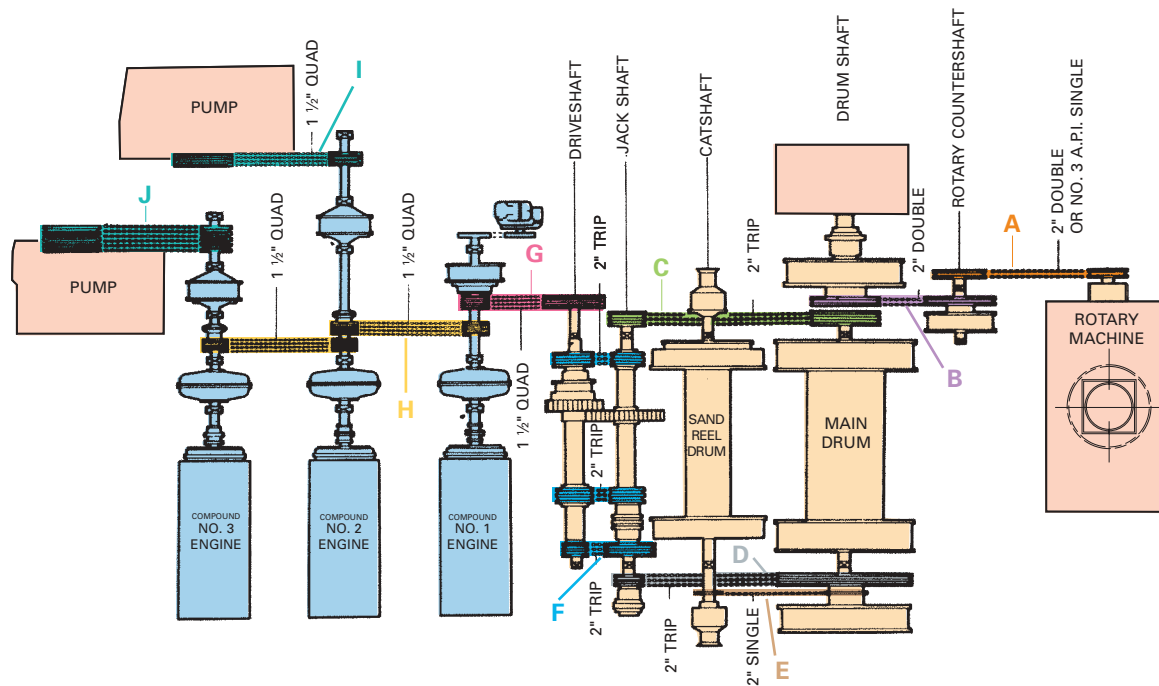 PUMP
1 ½" QUAD
I
DRIVESHAFT
JACK SHAFT
CATSHAFT
DRUM SHAFT
ROTARY COUNTERSHAFT
2" DOUBLE
OR NO. 3 A.P.I. SINGLE
J
PUMP
1 ½" QUAD
1 ½" QUAD
H
G
1 ½" QUAD
2" TRIP
C
2" TRIP
2" DOUBLE
B
A
ROTARY
MACHINE
SAND
REEL
DRUM
MAIN
DRUM
2" TRIP
COMPOUND
NO. 3
ENGINE
COMPOUND
NO. 2
ENGINE
COMPOUND
NO. 1
ENGINE
F
2" TRIP
2" TRIP
D
2" SINGLE
E